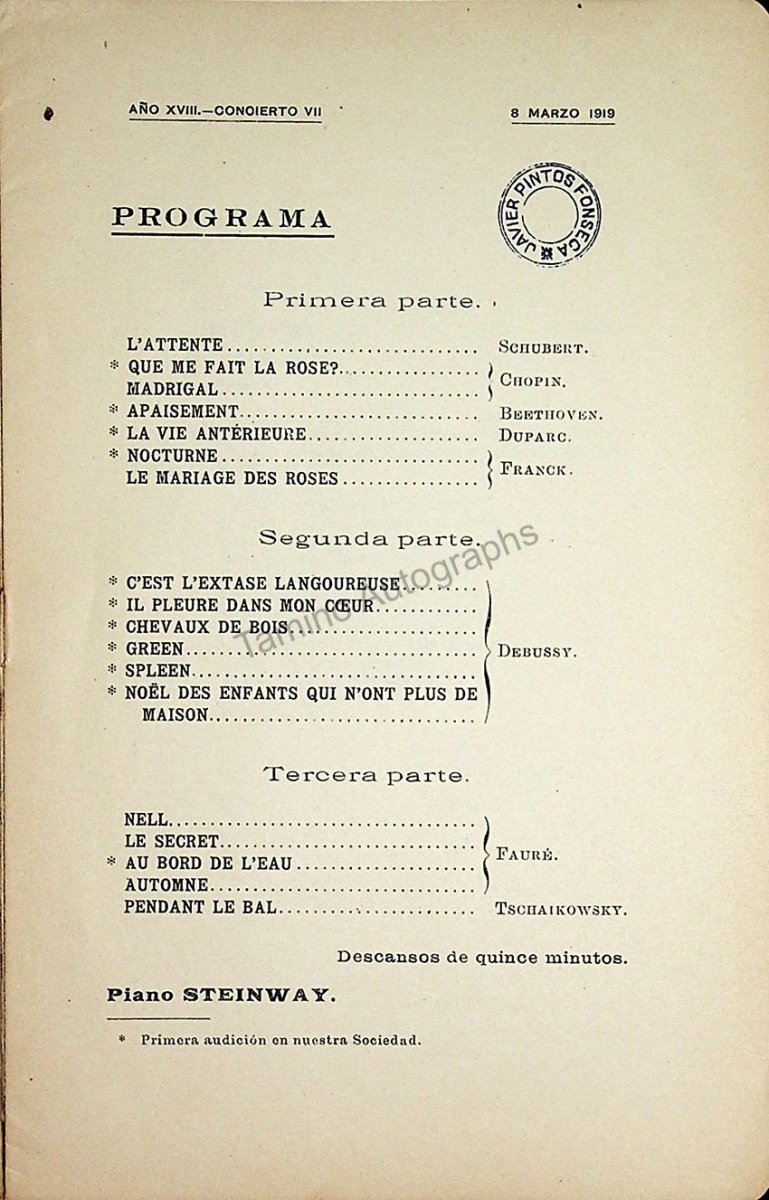 AÑO XVIII.—CONCIERTO VII
8 MARZO 1919
JAVIER PINTOS FONSECA
PROGRAMA
Primera parte.
L'ATTENTE.............................. SCHUBERT.
* QUE ME FAIT LA ROSE?................
MADRIGAL..............................
CHOPIN.
* APAISEMENT............................ BEETHOVEN.
* LA VIE ANTÉRIEURE.................... DUPARC.
* NOCTURNE..............................
LE MARIAGE DES ROSES................
FRANCK.
Segunda parte.
* C'EST L'EXTASE LANGOUREUSE.........
* IL PLEURE DANS MON CŒUR............
* CHEVAUX DE BOIS......................
* GREEN.................................
* SPLEEN.................................
* NOËL DES ENFANTS QUI N'ONT PLUS DE
MAISON...............................
DEBUSSY.
Tercera parte.
NELL...................................
LE SECRET..............................
* AU BORD DE L'EAU.....................
AUTOMNE...............................
FAURÉ.
PENDANT LE BAL....................... TSCHAIKOWSKY.
Descansos de quince minutos.
Piano STEINWAY.
* Primera audición en nuestra Sociedad.
Tamino Autographs